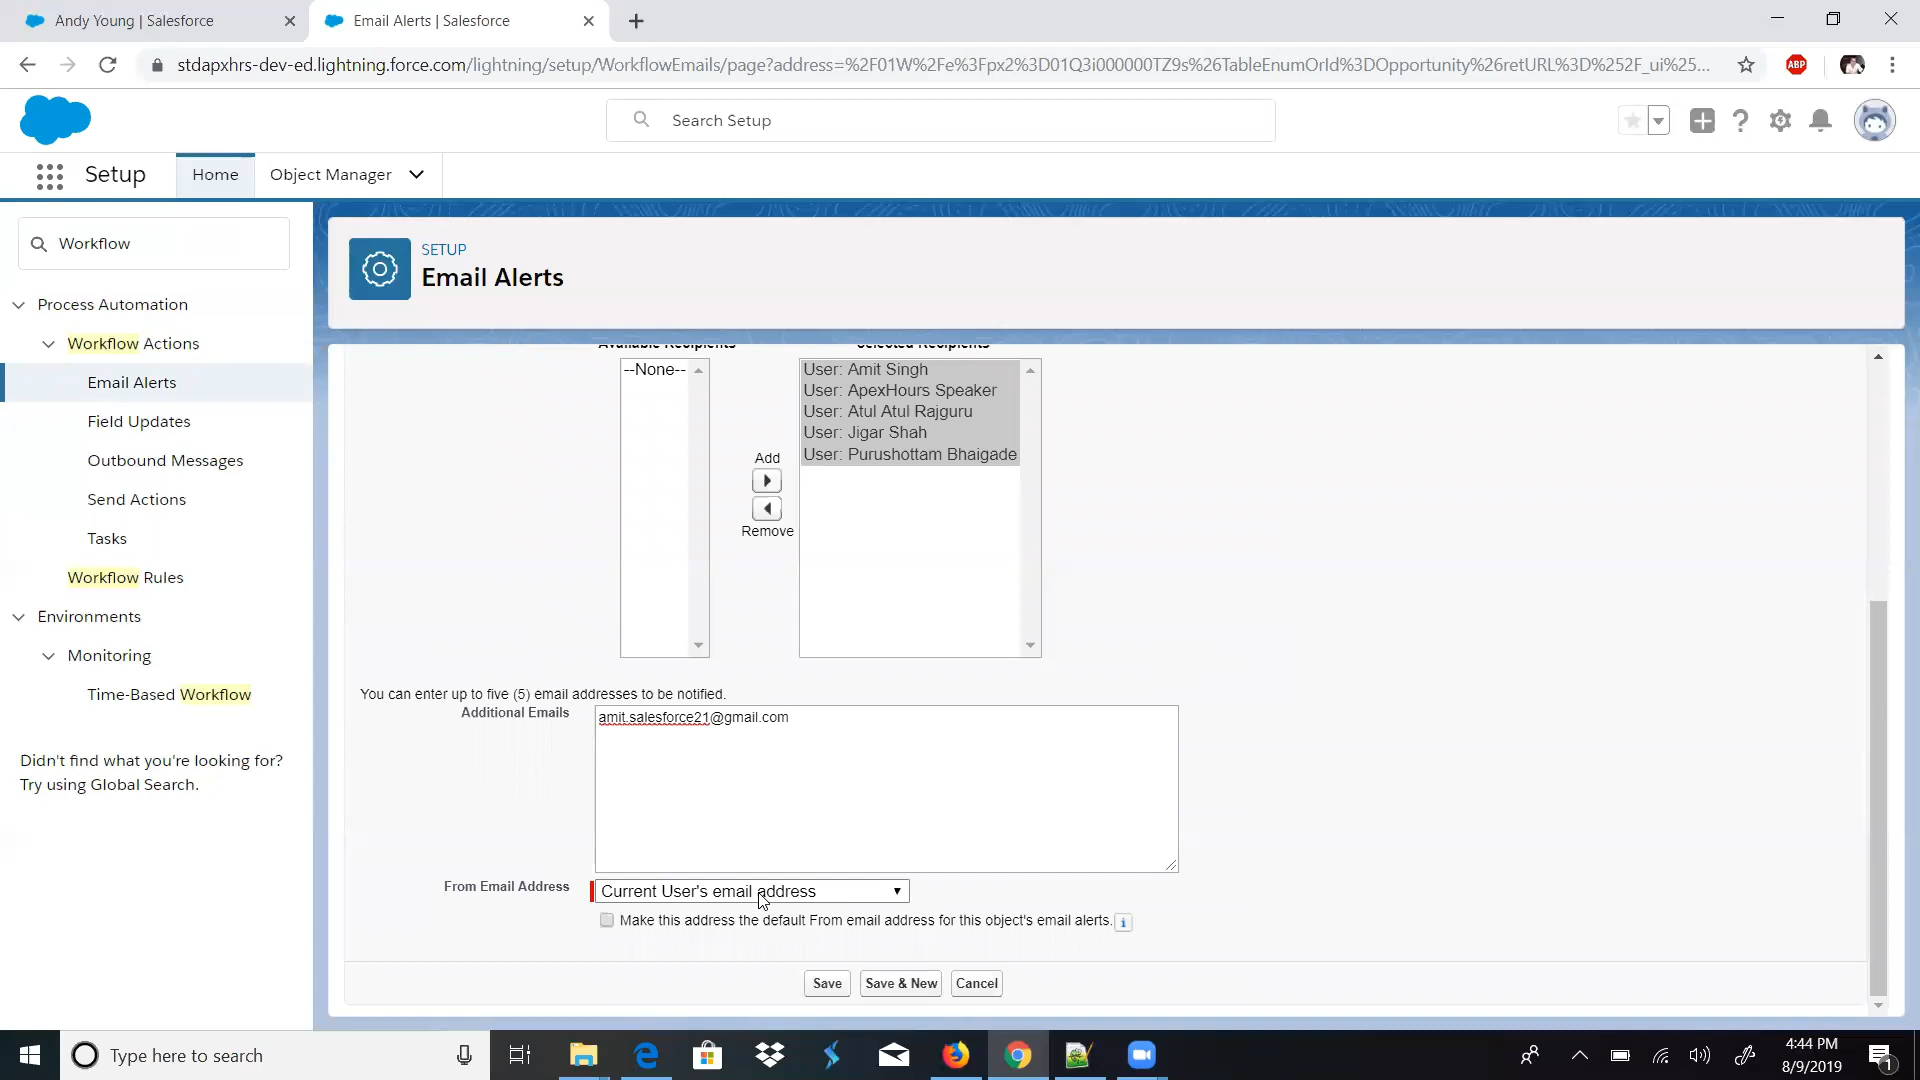 Andy Young | Salesforce
Email Alerts | Salesforce
stdapxhrs-dev-ed.lightning.force.com/lightning/setup/WorkflowEmails/page?address=%2F01W%2Fe%3Fpx2%3D01Q3i000000TZ9s%26TableEnumOrId%3DOpportunity%26retURL%3D%252F_ui%25...
ABP
Search Setup
Setup
Home
Object Manager
Workflow
SETUP
Email Alerts
Process Automation
Workflow Actions
Email Alerts
Field Updates
Outbound Messages
Send Actions
Tasks
Workflow Rules
Environments
Monitoring
Time-Based Workflow
Didn't find what you're looking for?
Try using Global Search.
Available Recipients
Selected Recipients
--None--
Add
Remove
User: Amit Singh
User: ApexHours Speaker
User: Atul Atul Rajguru
User: Jigar Shah
User: Purushottam Bhaigade
You can enter up to five (5) email addresses to be notified.
Additional Emails
amit.salesforce21@gmail.com
From Email Address
Current User's email address
Make this address the default From email address for this object's email alerts.
i
Save
Save & New
Cancel
Type here to search
4:44 PM
8/9/2019
1